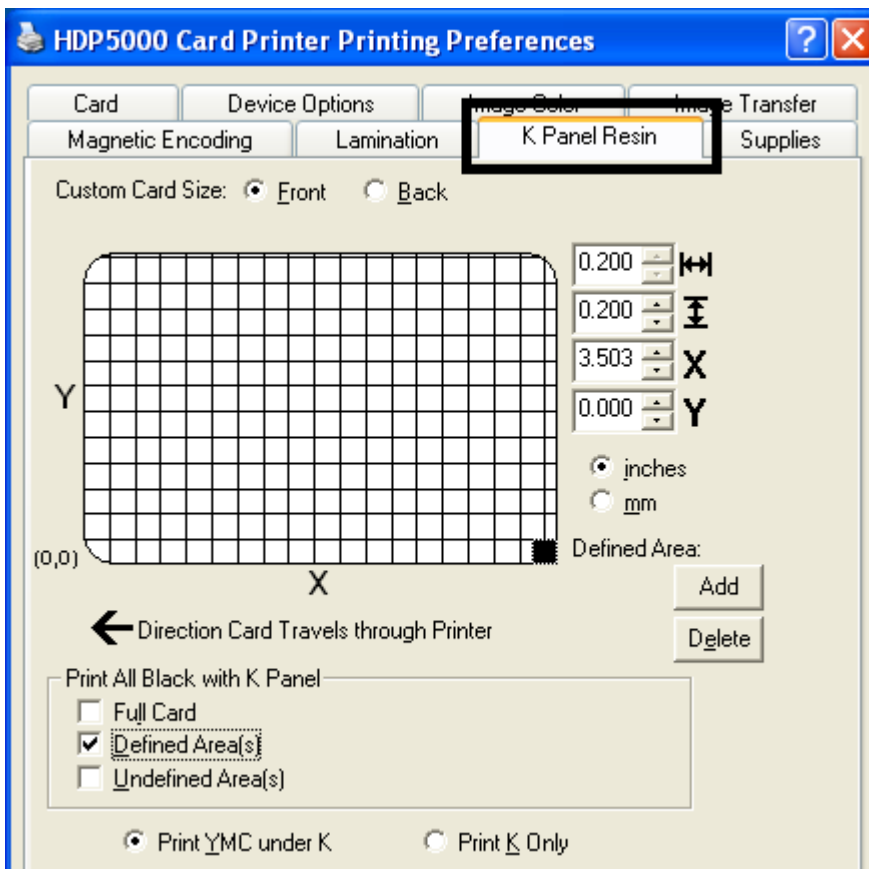 HDP5000 Card Printer Printing Preferences
Card Device Options Image Color Image Transfer
Magnetic Encoding Lamination K Panel Resin Supplies
Custom Card Size: Front Back
0.200
0.200
3.503 X
0.000 Y
Y
inches
mm
(0,0)
X
Defined Area:
Add
Direction Card Travels through Printer
Delete
Print All Black with K Panel
Full Card
Defined Area(s)
Undefined Area(s)
Print YMC under K Print K Only